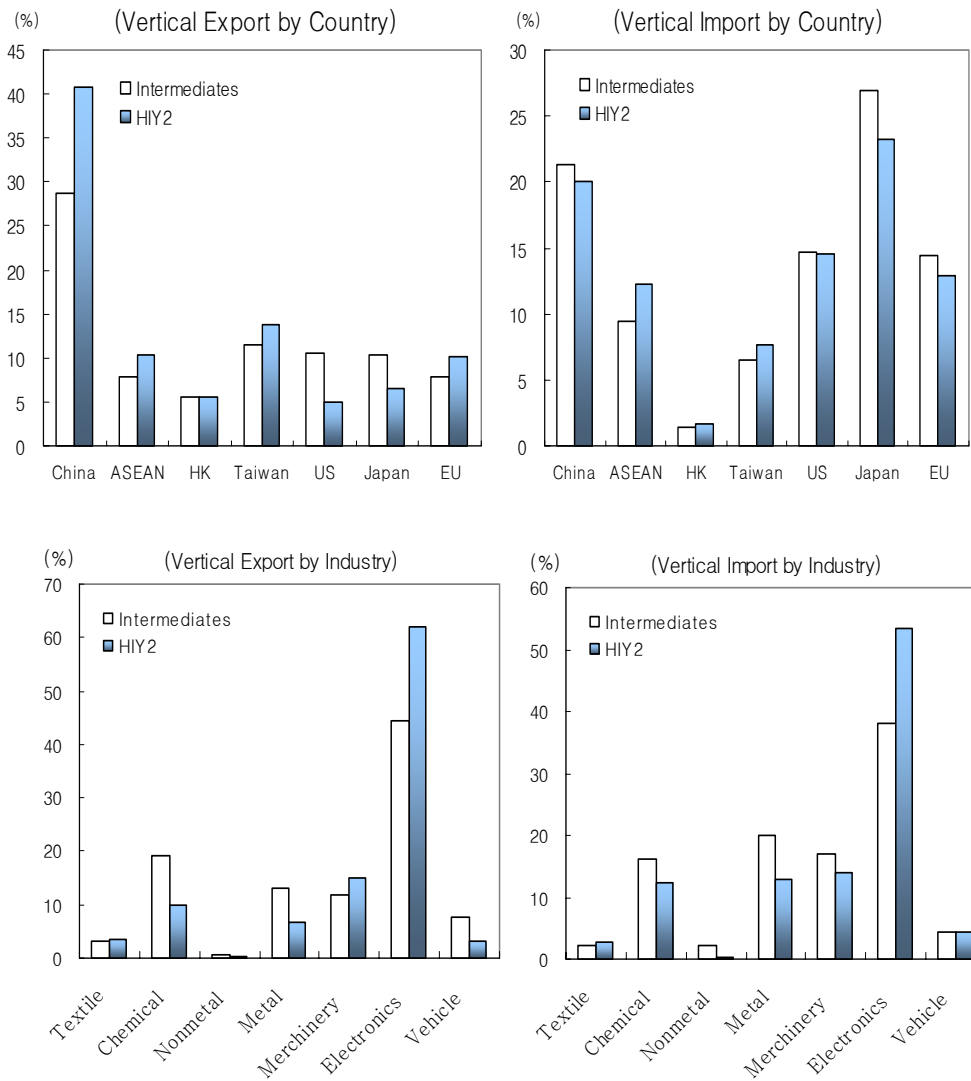 (%) (Vertical Export by Country)
45
40
35
30
25
20
15
10
5
0
Intermediates
HIY2
China ASEAN HK Taiwan US Japan EU
(%) (Vertical Import by Country)
30
25
20
15
10
5
0
Intermediates
HIY2
China ASEAN HK Taiwan US Japan EU
(%) (Vertical Export by Industry)
70
60
50
40
30
20
10
0
Intermediates
HIY2
Textile Chemical Nonmetal Metal Merchinery Electronics Vehicle
(%) (Vertical Import by Industry)
60
50
40
30
20
10
0
Intermediates
HIY2
Textile Chemical Nonmetal Metal Merchinery Electronics Vehicle